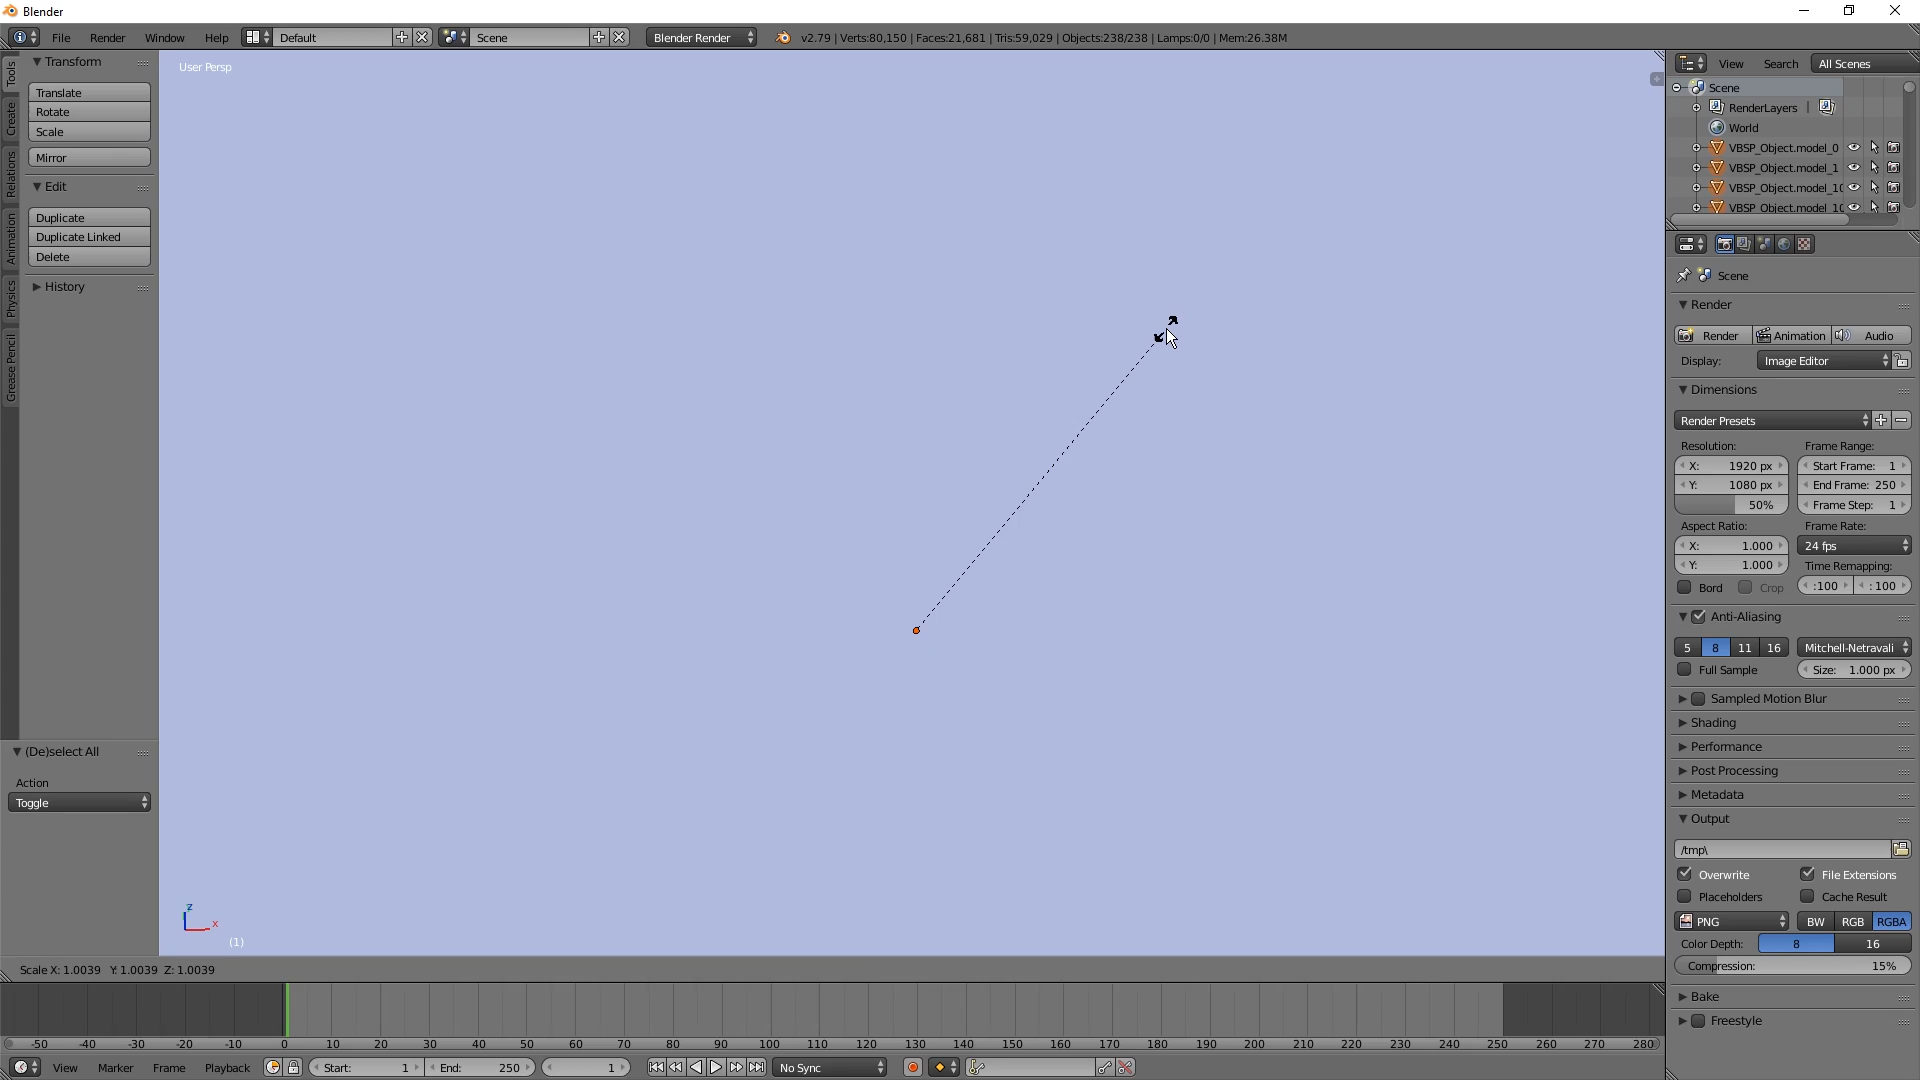 Blender
File Render Window Help Default Scene Blender Render v2.79 | Verts:80,150 | Faces:21,681 | Tris:59,029 | Objects:238/238 | Lamps:0/0 | Mem:26.38M
Tools
Create
Relations
Animation
Physics
Grease Pencil
Transform
Translate
Rotate
Scale
Mirror
Edit
Duplicate
Duplicate Linked
Delete
History
(De)select All
Action
Toggle
User Persp
z
x
(1)
Scale X: 1.0039 Y: 1.0039 Z: 1.0039
View Search All Scenes
Scene
RenderLayers |
World
VBSP_Object.model_0
VBSP_Object.model_1
VBSP_Object.model_10
VBSP_Object.model_10
Scene
Render
Render Animation Audio
Display: Image Editor
Dimensions
Render Presets
Resolution: Frame Range:
X: 1920 px Start Frame: 1
Y: 1080 px End Frame: 250
50% Frame Step: 1
Aspect Ratio: Frame Rate:
X: 1.000 24 fps
Y: 1.000 Time Remapping:
Bord Crop :100 : 100
Anti-Aliasing
5 8 11 16 Mitchell-Netravali
Full Sample Size: 1.000 px
Sampled Motion Blur
Shading
Performance
Post Processing
Metadata
Output
/tmp\
Overwrite File Extensions
Placeholders Cache Result
PNG BW RGB RGBA
Color Depth: 8 16
Compression: 15%
Bake
Freestyle
-50 -40 -30 -20 -10 0 10 20 30 40 50 60 70 80 90 100 110 120 130 140 150 160 170 180 190 200 210 220 230 240 250 260 270 280
View Marker Frame Playback Start: 1 End: 250 1 No Sync